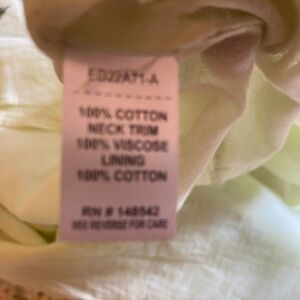 ED22A71-A
100% COTTON
NECK TRIM
100% VISCOSE
LINING
100% COTTON
RN # 148542
SEE REVERSE FOR CARE